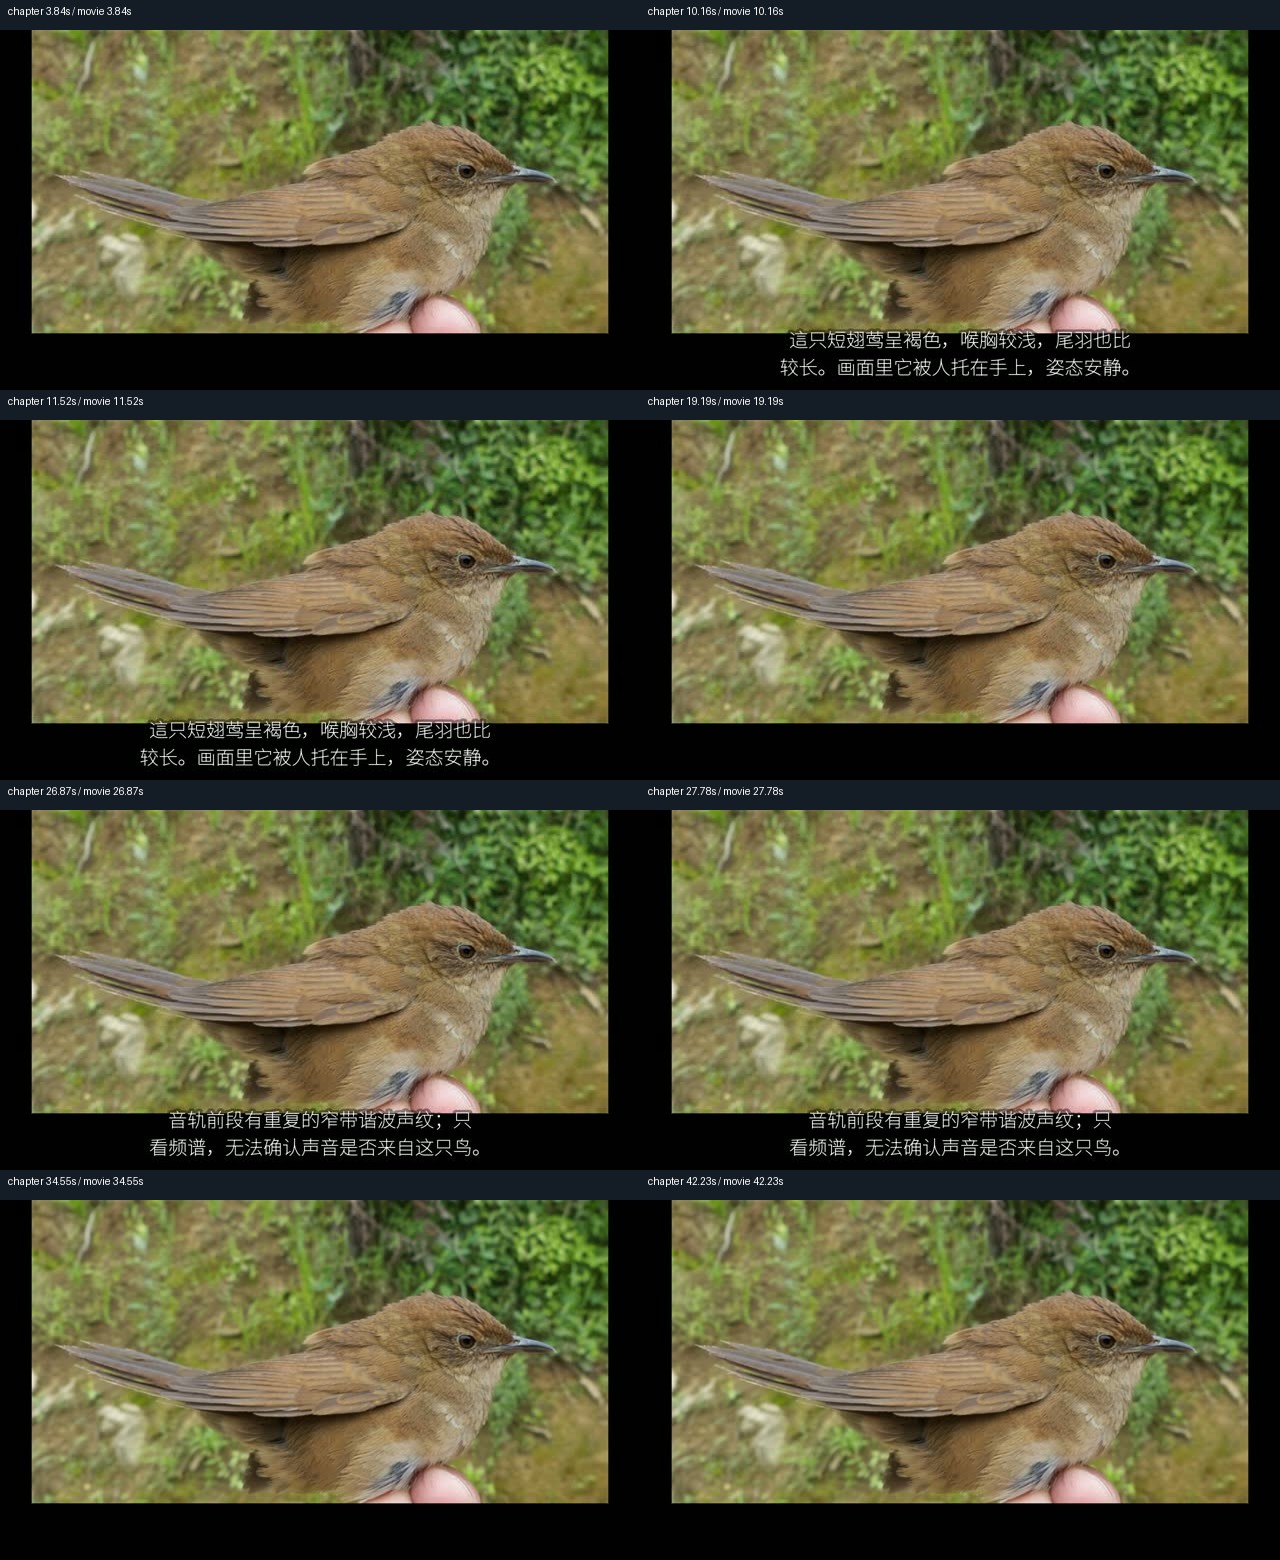 chapter 3.84s / movie 3.84s
chapter 10.16s / movie 10.16s
這只短翅莺呈褐色，喉胸较浅，尾羽也比
较长。画面里它被人托在手上，姿态安静。
chapter 11.52s / movie 11.52s
這只短翅莺呈褐色，喉胸较浅，尾羽也比
较长。画面里它被人托在手上，姿态安静。
chapter 19.19s / movie 19.19s
chapter 26.87s / movie 26.87s
音轨前段有重复的窄带谐波声纹；只
看频谱，无法确认声音是否来自这只鸟。
chapter 27.78s / movie 27.78s
音轨前段有重复的窄带谐波声纹；只
看频谱，无法确认声音是否来自这只鸟。
chapter 34.55s / movie 34.55s
chapter 42.23s / movie 42.23s